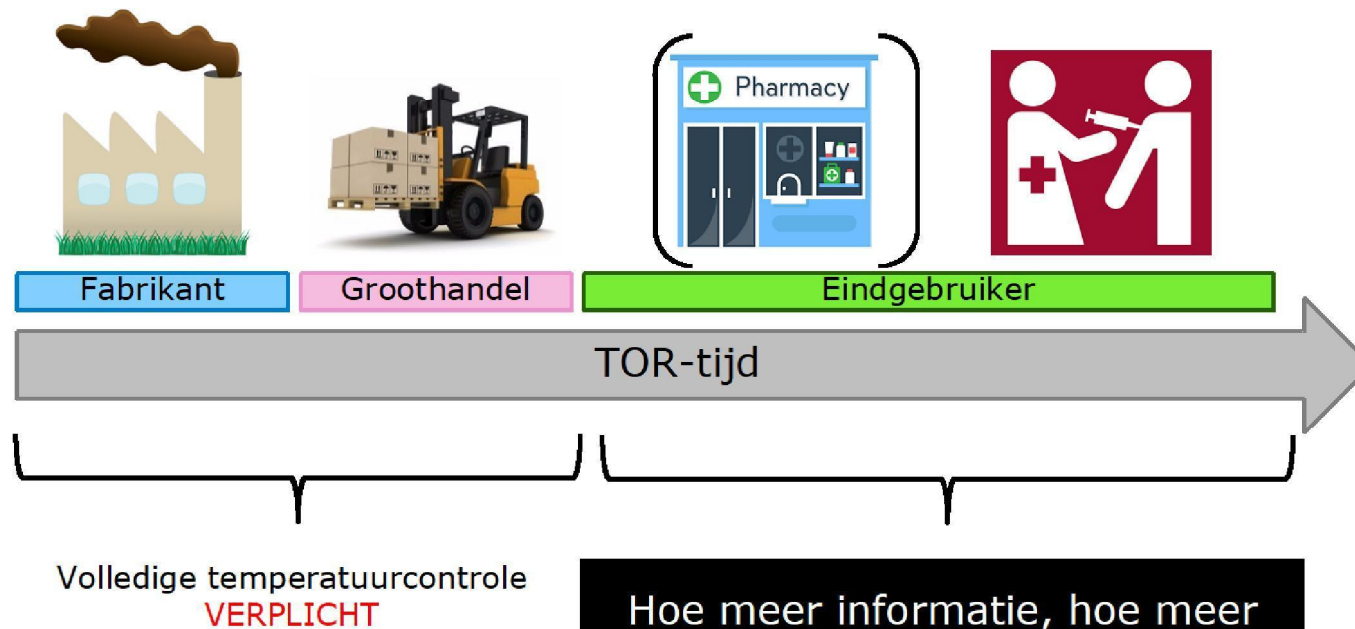 Pharmacy
Fabrikant
Groothandel
Eindgebruiker
TOR-tijd
Volledige temperatuurcontrole
VERPLICHT
Hoe meer informatie, hoe meer